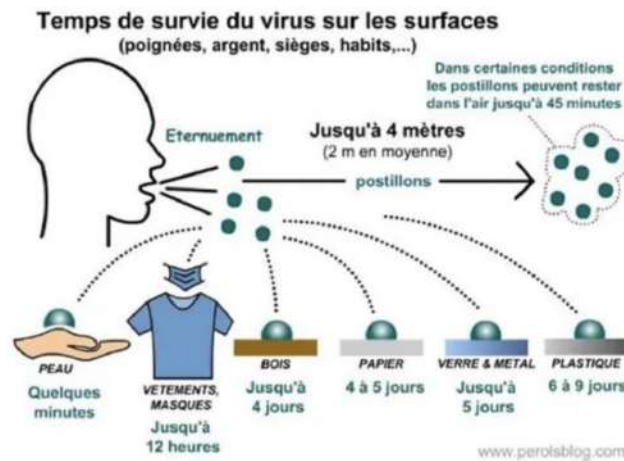 Temps de survie du virus sur les surfaces
(poignées, argent, sièges, habits,...)
Dans certaines conditions
les postillons peuvent rester
dans l'air jusqu'à 45 minutes
Eternuement
Jusqu'à 4 mètres
(2 m en moyenne)
postillons
PEAU
Quelques
minutes
VETEMENTS,
MASQUES
Jusqu'à
12 heures
BOIS
Jusqu'à
4 jours
PAPIER
4 à 5 jours
VERRE & METAL
Jusqu'à
5 jours
PLASTIQUE
6 à 9 jours
www.perolsblog.com